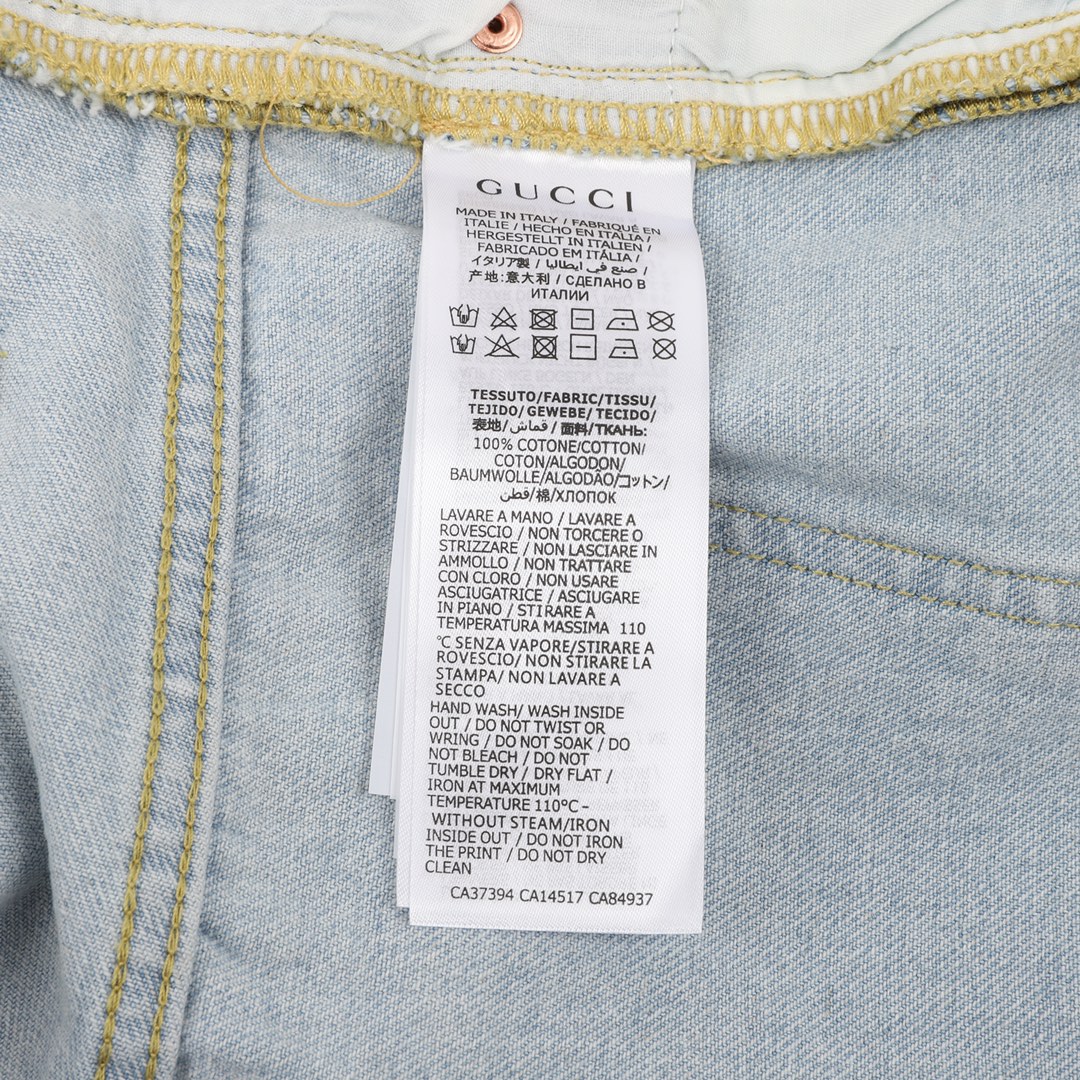 GUCCI
MADE IN ITALY / FABRIQUÉ EN
ITALIE / HECHO EN ITALIA /
HERGESTELLT IN ITALIEN /
FABRICADO EM ITÁLIA /
イタリア製 / صنع في ايطاليا /
产地:意大利 / СДЕЛАНО В
ИТАЛИИ
TESSUTO/FABRIC/TISSU/
TEJIDO/GEWEBE/TECIDO/
表地/قماش/面料/ТКАНЬ:
100% COTONE/COTTON/
COTON/ALGODON/
BAUMWOLLE/ALGODÃO/コットン/
قطن/棉/ХЛОПОК
LAVARE A MANO / LAVARE A
ROVESCIO / NON TORCERE O
STRIZZARE / NON LASCIARE IN
AMMOLLO / NON TRATTARE
CON CLORO / NON USARE
ASCIUGATRICE / ASCIUGARE
IN PIANO / STIRARE A
TEMPERATURA MASSIMA 110
℃ SENZA VAPORE/STIRARE A
ROVESCIO/ NON STIRARE LA
STAMPA/ NON LAVARE A
SECCO
HAND WASH/ WASH INSIDE
OUT / DO NOT TWIST OR
WRING / DO NOT SOAK / DO
NOT BLEACH / DO NOT
TUMBLE DRY / DRY FLAT /
IRON AT MAXIMUM
TEMPERATURE 110°C –
WITHOUT STEAM/IRON
INSIDE OUT / DO NOT IRON
THE PRINT / DO NOT DRY
CLEAN
CA37394 CA14517 CA84937